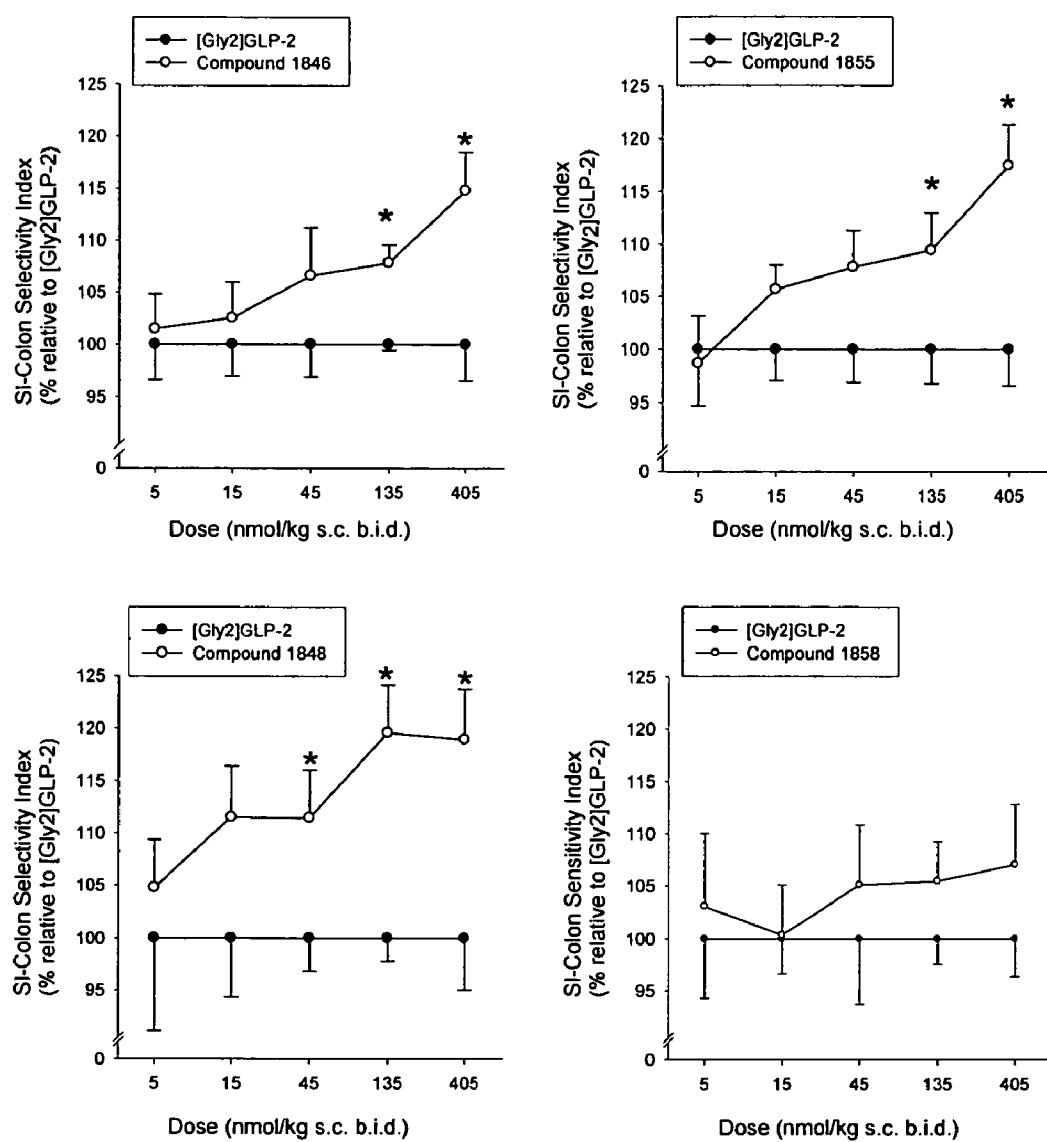 [Gly2]GLP-2
Compound 1846
SI-Colon Selectivity Index
(% relative to [Gly2]GLP-2)
125
120
115
110
105
100
95
0
*
*
5 15 45 135 405
Dose (nmol/kg s.c. b.i.d.)
[Gly2]GLP-2
Compound 1855
SI-Colon Selectivity Index
(% relative to [Gly2]GLP-2)
125
120
115
110
105
100
95
0
*
*
5 15 45 135 405
Dose (nmol/kg s.c. b.i.d.)
[Gly2]GLP-2
Compound 1848
SI-Colon Selectivity Index
(% relative to [Gly2]GLP-2)
125
120
115
110
105
100
95
0
*
*
*
5 15 45 135 405
Dose (nmol/kg s.c. b.i.d.)
[Gly2]GLP-2
Compound 1858
SI-Colon Sensitivity Index
(% relative to [Gly2]GLP-2)
125
120
115
110
105
100
95
0
5 15 45 135 405
Dose (nmol/kg s.c. b.i.d.)